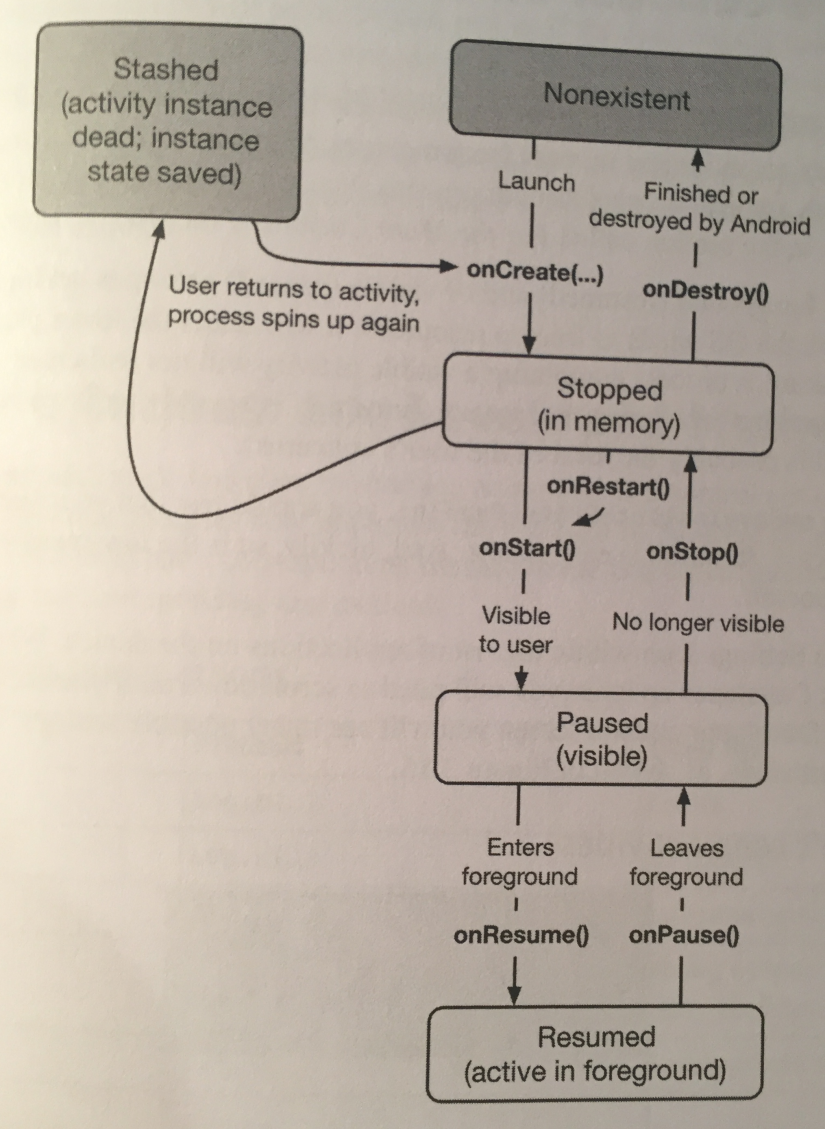 Stashed
(activity instance
dead; instance
state saved)
Nonexistent
Launch
Finished or
destroyed by Android
onCreate(...)
onDestroy()
User returns to activity,
process spins up again
Stopped
(in memory)
onRestart()
onStart()
onStop()
Visible
to user
No longer visible
Paused
(visible)
Enters
foreground
Leaves
foreground
onResume()
onPause()
Resumed
(active in foreground)